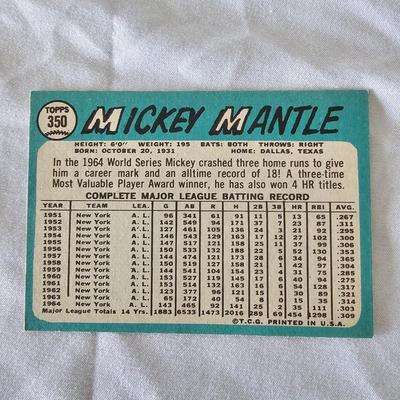 TOPPS
350
MICKEY MANTLE
HEIGHT: 6'0" WEIGHT: 195 BATS: BOTH THROWS: RIGHT
BORN: OCTOBER 20, 1931 HOME: DALLAS, TEXAS
In the 1964 World Series Mickey crashed three home runs to give
him a career mark and an alltime record of 18! A three-time
Most Valuable Player Award winner, he has also won 4 HR titles.
COMPLETE MAJOR LEAGUE BATTING RECORD
YEAR TEAM LEA. G AB R H 2B 3B HR RBI AVG.
1951 New York A. L. 96 341 61 91 11 5 13 65 .267
1952 New York A. L. 142 549 94 171 37 7 23 87 .311
1953 New York A. L. 127 461 105 136 24 3 21 92 .295
1954 New York A. L. 146 543 129 163 17 12 27 102 .300
1955 New York A. L. 147 517 121 158 25 11 37 99 .306
1956 New York A. L. 150 533 132 188 22 5 52 130 .353
1957 New York A. L. 144 474 121 173 28 6 34 94 .365
1958 New York A. L. 150 519 127 158 21 1 42 97 .304
1959 New York A. L. 144 541 104 154 23 4 31 75 .285
1960 New York A. L. 153 527 119 145 17 6 40 94 .275
1961 New York A. L. 153 514 132 163 16 6 54 128 .317
1962 New York A. L. 123 377 96 121 15 1 30 89 .321
1963 New York A. L. 65 172 40 54 8 0 15 35 .314
1964 New York A. L. 143 465 92 141 25 2 35 111 .303
Major League Totals 14 Yrs. 1883 6533 1473 2016 289 69 454 1298 .309
©T.C.G. PRINTED IN U.S.A.